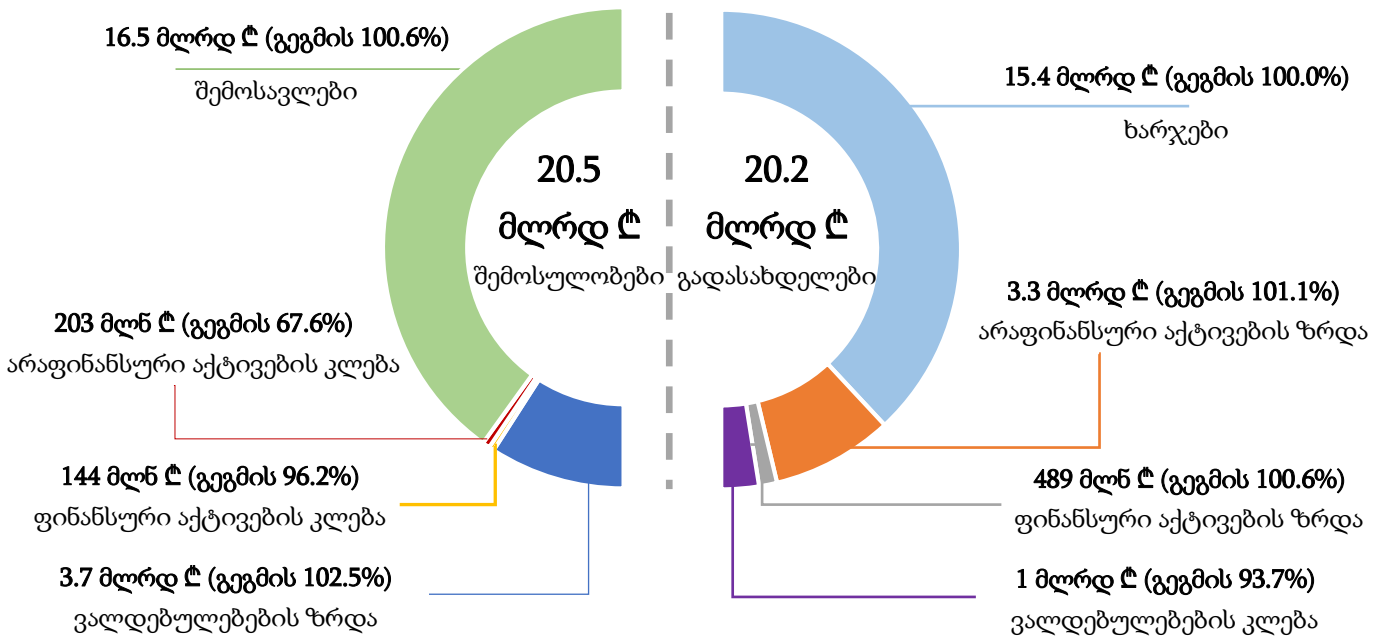 16.5 მლრდ ₾ (გეგმის 100.6%)
შემოსავლები
203 მლნ ₾ (გეგმის 67.6%)
არაფინანსური აქტივების კლება
144 მლნ ₾ (გეგმის 96.2%)
ფინანსური აქტივების კლება
3.7 მლრდ ₾ (გეგმის 102.5%)
ვალდებულებების ზრდა
20.5
მლრდ ₾
შემოსულობები
20.2
მლრდ ₾
გადასახდელები
15.4 მლრდ ₾ (გეგმის 100.0%)
ხარჯები
3.3 მლრდ ₾ (გეგმის 101.1%)
არაფინანსური აქტივების ზრდა
489 მლნ ₾ (გეგმის 100.6%)
ფინანსური აქტივების ზრდა
1 მლრდ ₾ (გეგმის 93.7%)
ვალდებულებების კლება